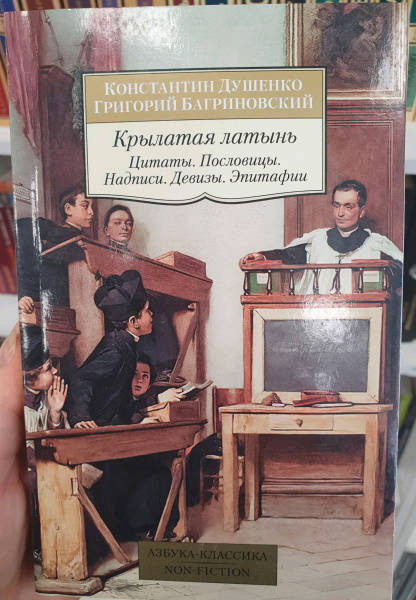 Константин Душенко
Григорий Багриновский
Крылатая латынь
Цитаты. Пословицы.
Надписи. Девизы. Эпитафии
АЗБУКА-КЛАССИКА
NON-FICTION